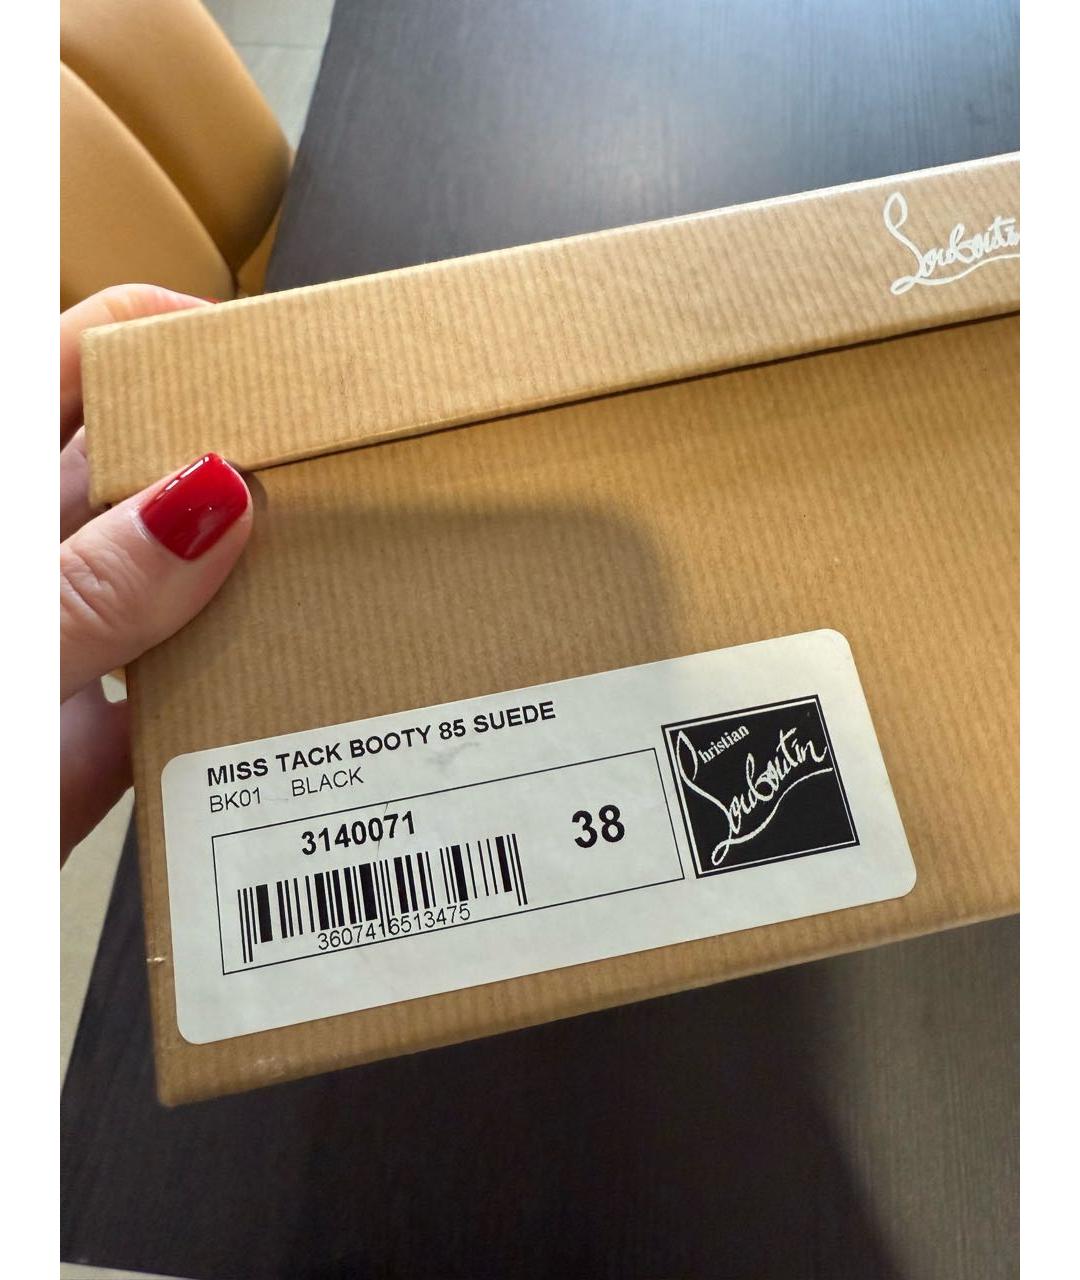 Louboutin
MISS TACK BOOTY 85 SUEDE
BK01 BLACK
3140071
38
3607416513475
Christian
Louboutin